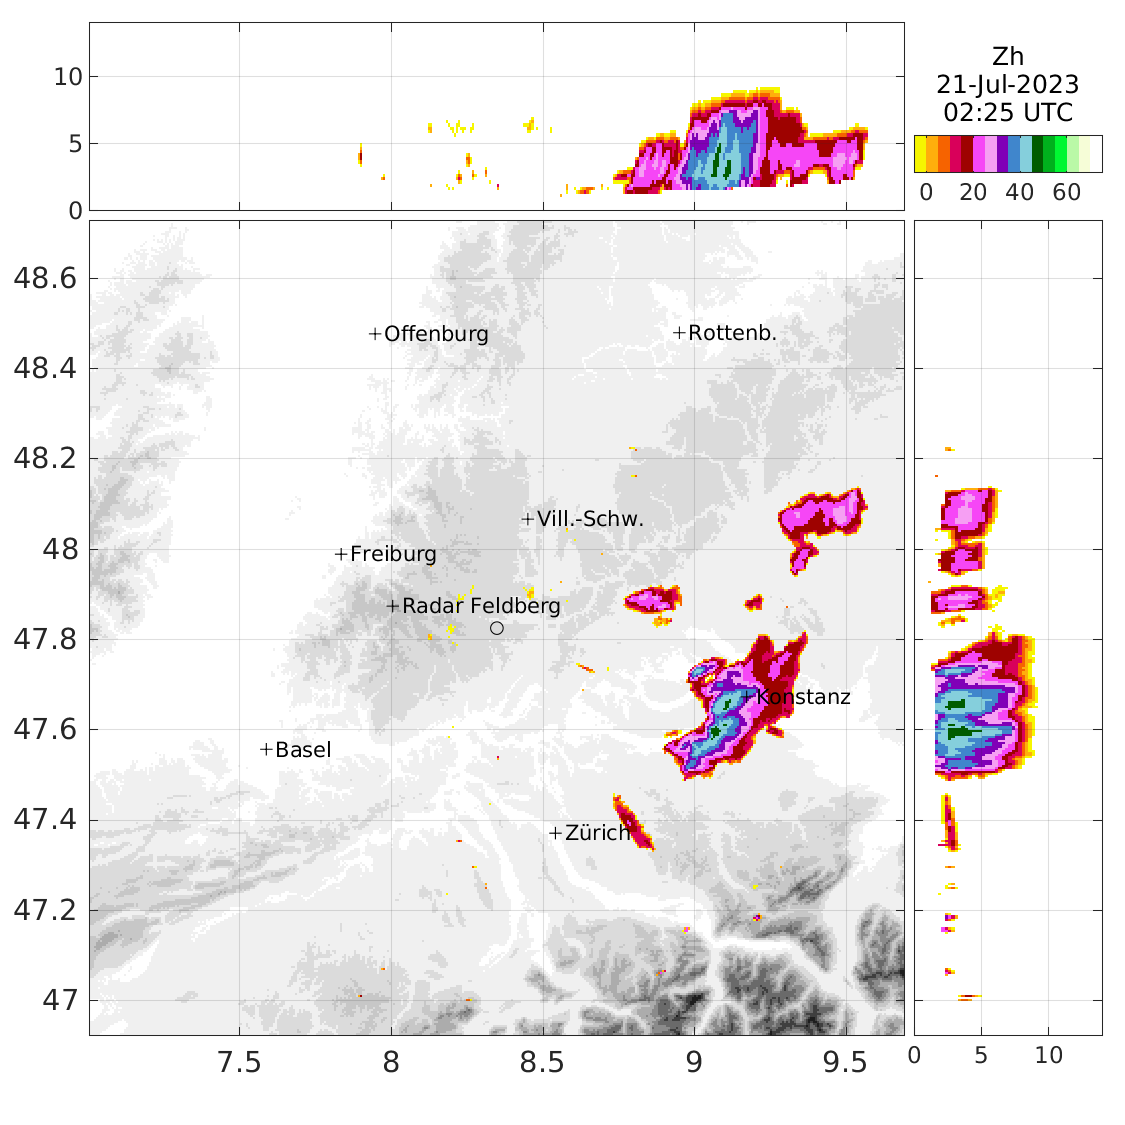 10
5
0
Zh
21-Jul-2023
02:25 UTC
0 20 40 60
48.6
48.4
48.2
48
47.8
47.6
47.4
47.2
47
+Offenburg
+Rottenb.
+Vill.-Schw.
+Freiburg
+Radar Feldberg
+Konstanz
+Basel
+Zürich
7.5 8 8.5 9 9.5
0 5 10